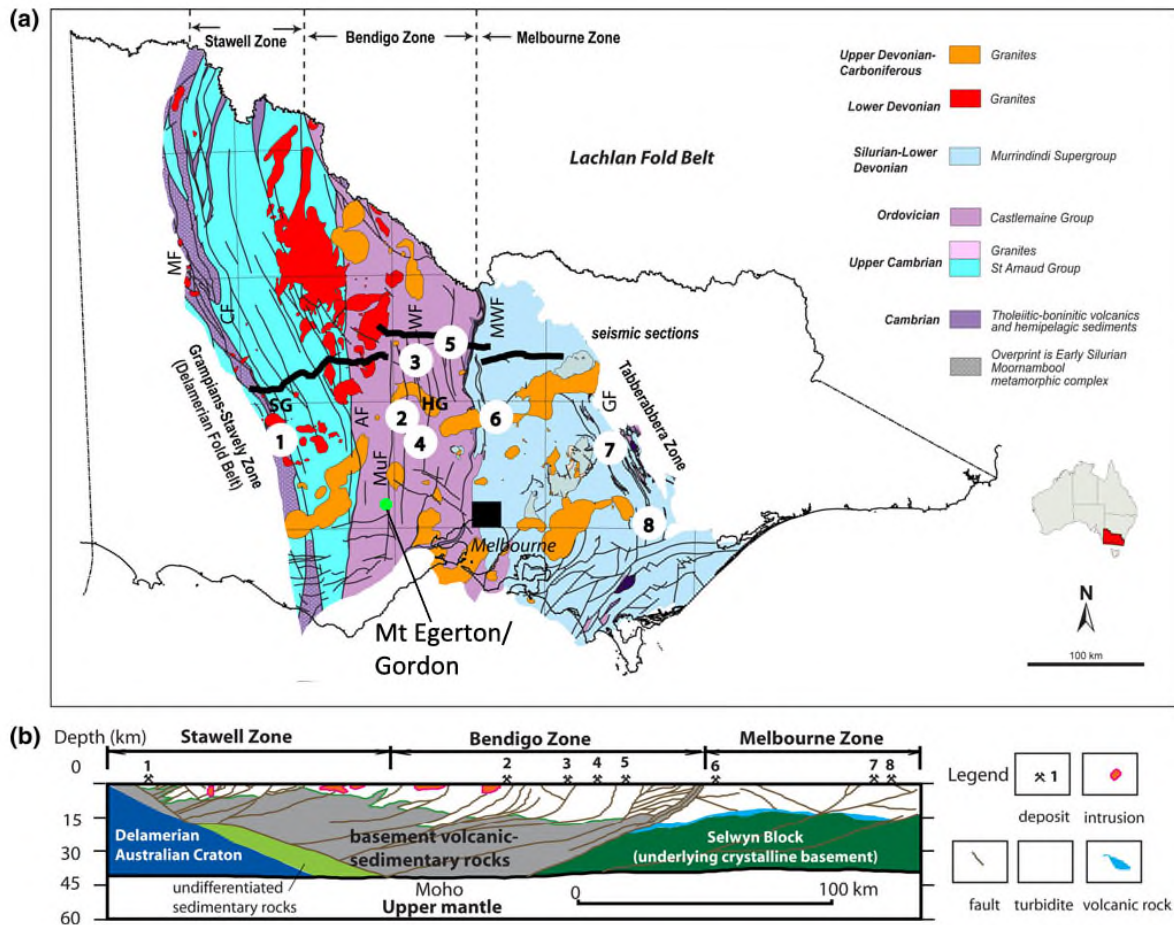 (a)
Stawell Zone
Bendigo Zone
Melbourne Zone
Upper Devonian-
Carboniferous
Granites
Lower Devonian
Granites
Silurian-Lower
Devonian
Murrindindi Supergroup
Ordovician
Castlemaine Group
Upper Cambrian
Granites
St Arnaud Group
Cambrian
Tholeiitic-boninitic volcanics
and hemipelagic sediments
Overprint is Early Silurian
Moornambool
metamorphic complex
Lachlan Fold Belt
MF
CF
WF
MWF
seismic sections
5
3
Grampians-Stavely Zone
(Delamerian Fold Belt)
SG
AF
HG
GF
Tabberabbera Zone
1
2
4
6
7
MuF
8
Melbourne
Mt Egerton/
Gordon
N
100 km
(b)
Depth (km)
Stawell Zone
Bendigo Zone
Melbourne Zone
0
1
2
3
4
5
6
7
8
15
30
45
60
Delamerian
Australian Craton
basement volcanic-
sedimentary rocks
Selwyn Block
(underlying crystalline basement)
undifferentiated
sedimentary rocks
Moho
Upper mantle
0
100 km
Legend
1
deposit
intrusion
fault
turbidite
volcanic rock